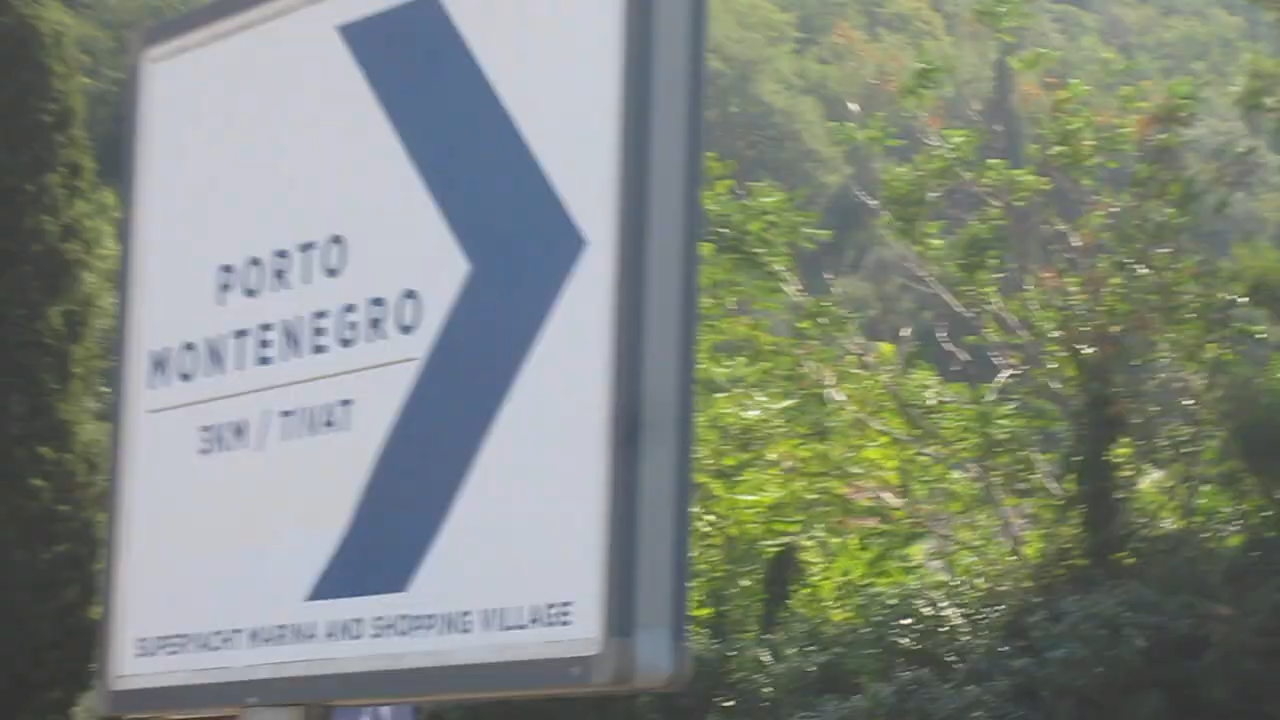 PORTO
MONTENEGRO
3KM / TIVAT
SUPERYACHT MARINA AND SHOPPING VILLAGE